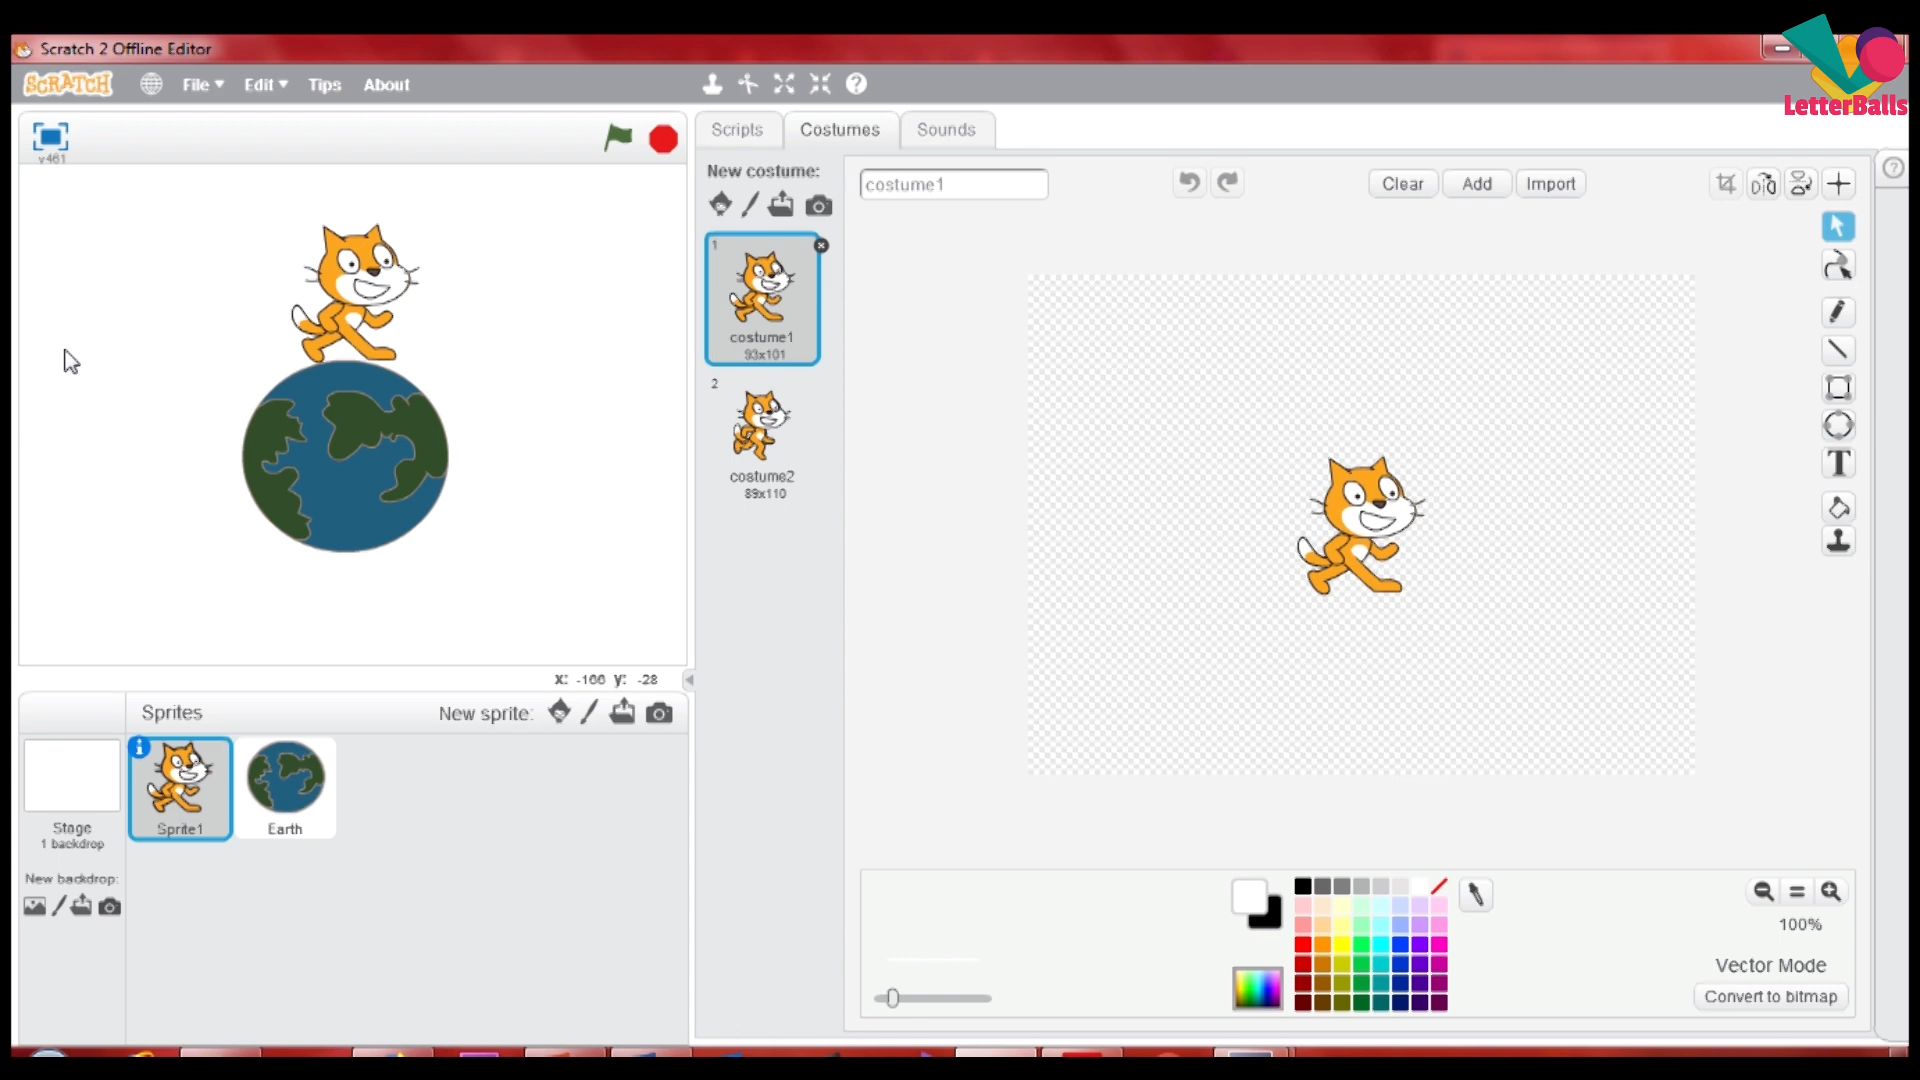 Scratch 2 Offline Editor
LetterBalls
SCRATCH File Edit Tips About
v461
Scripts Costumes Sounds
New costume:
costume1
Clear Add Import
1
costume1
93x101
2
costume2
89x110
T
x: -166 y: -28
Sprites New sprite:
Sprite1
Earth
Stage
1 backdrop
New backdrop:
100%
Vector Mode
Convert to bitmap